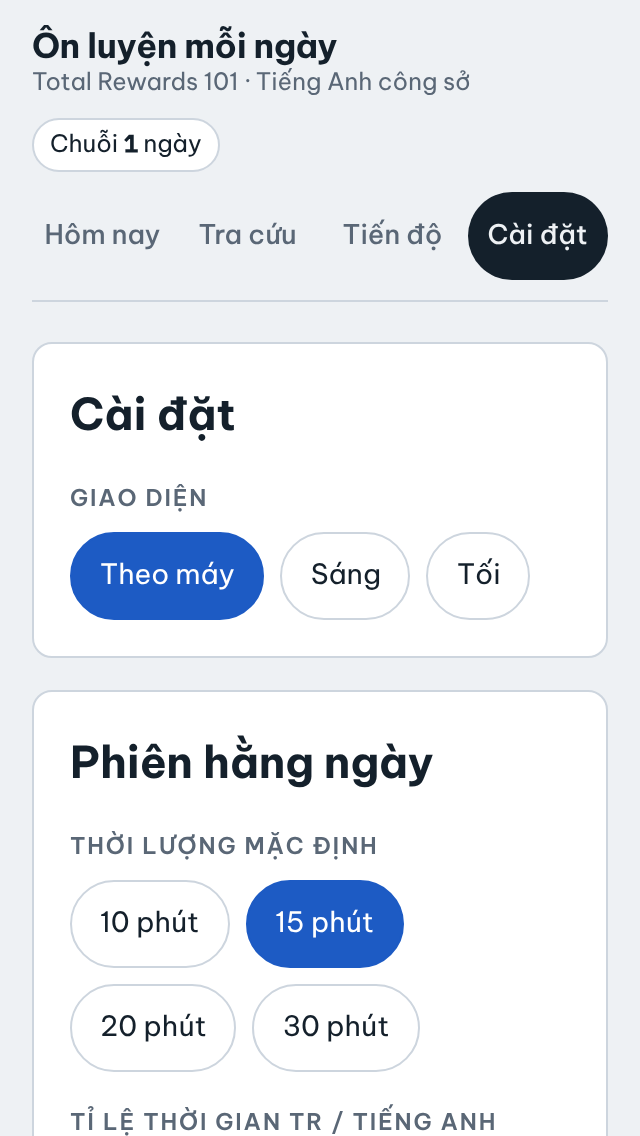 Ôn luyện mỗi ngày
Total Rewards 101 · Tiếng Anh công sở
Chuỗi 1 ngày
Hôm nay Tra cứu Tiến độ Cài đặt
Cài đặt
GIAO DIỆN
Theo máy Sáng Tối
Phiên hằng ngày
THỜI LƯỢNG MẶC ĐỊNH
10 phút 15 phút
20 phút 30 phút
TỈ LỆ THỜI GIAN TR / TIẾNG ANH